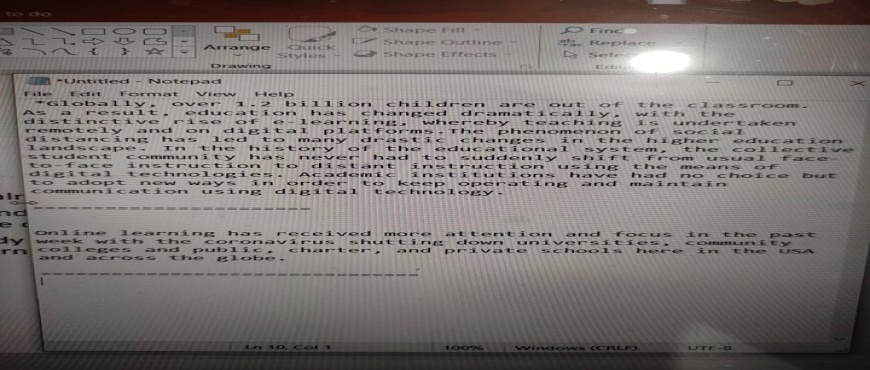 to do
Shape Fill
Arrange
Quick
Styles
Shape Outline
Shape Effects
Drawing
Find
Replace
*Untitled - Notepad
File Edit Format View Help
*Globally, over 1.2 billion children are out of the classroom.
As a result, education has changed dramatically, with the
distinctive rise of e-learning, whereby teaching is undertaken
remotely and on digital platforms.The phenomenon of social
distancing has led to many drastic changes in the higher education
landscape. In the history of the educational system, the collective
student community has never had to suddenly shift from usual face-
to-face instruction to distant instruction using the means of
digital technologies. Academic institutions have had no choice but
to adopt new ways in order to keep operating and maintain
communication using digital technology.
Online learning has received more attention and focus in the past
week with the coronavirus shutting down universities, community
colleges and public, charter, and private schools here in the USA
and across the globe.
Ln 10, Col 1 100% Windows (CRLF) UTF-8